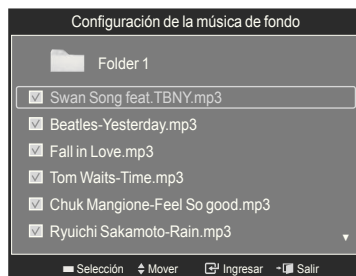 Configuración de la música de fondo
Folder 1
Swan Song feat.TBNY.mp3
Beatles-Yesterday.mp3
Fall in Love.mp3
Tom Waits-Time.mp3
Chuk Mangione-Feel So good.mp3
Ryuichi Sakamoto-Rain.mp3
Selección Mover Ingresar Salir